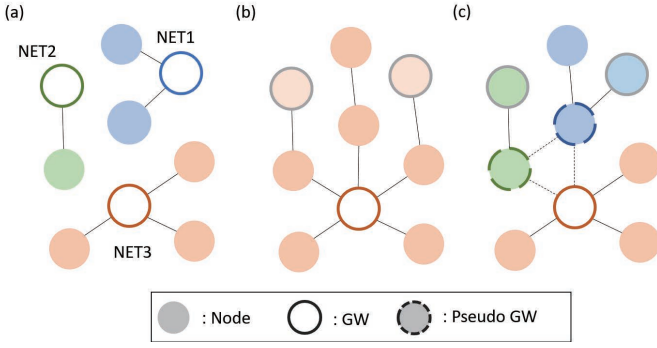 (a)
(b)
(c)
NET2
NET1
NET3
: Node
: GW
: Pseudo GW